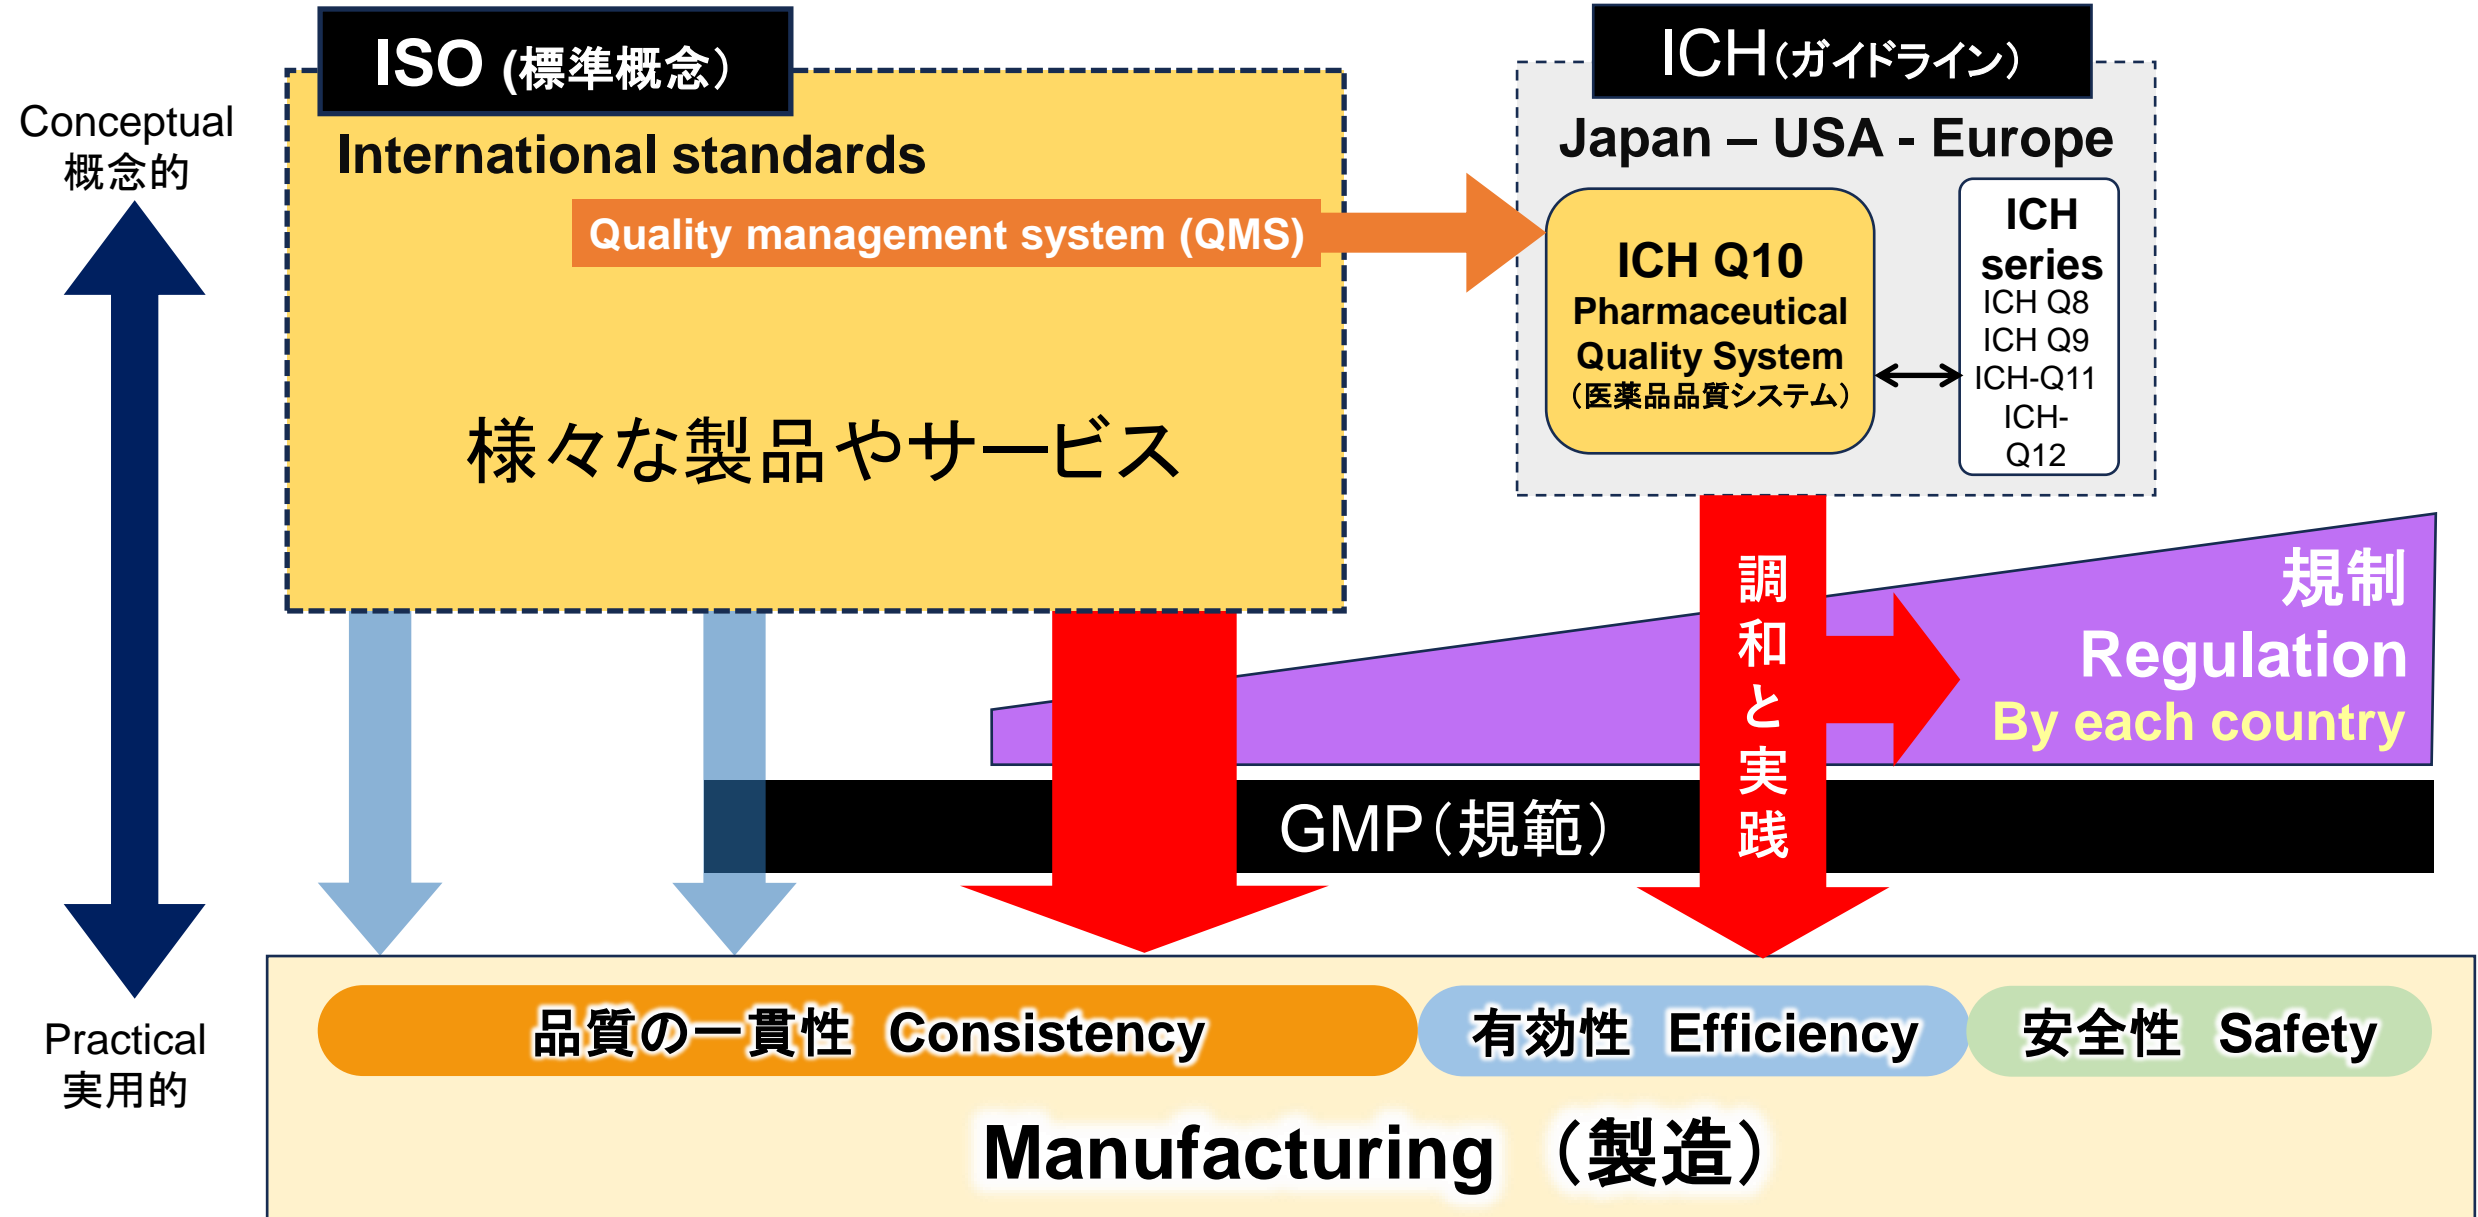 ISO (標準概念）
ICH（ガイドライン）
Conceptual
概念的
International standards
Quality management system (QMS)
様々な製品やサービス
Japan – USA - Europe
ICH Q10
Pharmaceutical
Quality System
（医薬品品質システム）
ICH
series
ICH Q8
ICH Q9
ICH-Q11
ICH-
Q12
調和と実践
規制
Regulation
By each country
GMP（規範）
Practical
実用的
品質の一貫性 Consistency
有効性 Efficiency
安全性 Safety
Manufacturing （製造）